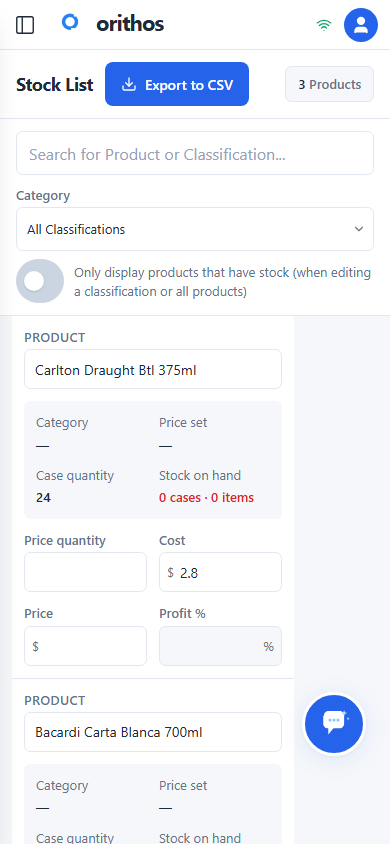 orithos
Stock List
Export to CSV
3 Products
Search for Product or Classification...
Category
All Classifications
Only display products that have stock (when editing
a classification or all products)
PRODUCT
Carlton Draught Btl 375ml
Category
Price set
—
—
Case quantity
Stock on hand
24
0 cases · 0 items
Price quantity
Cost
$ 2.8
Price
Profit %
$
%
PRODUCT
Bacardi Carta Blanca 700ml
Category
Price set
—
—
Case quantity
Stock on hand